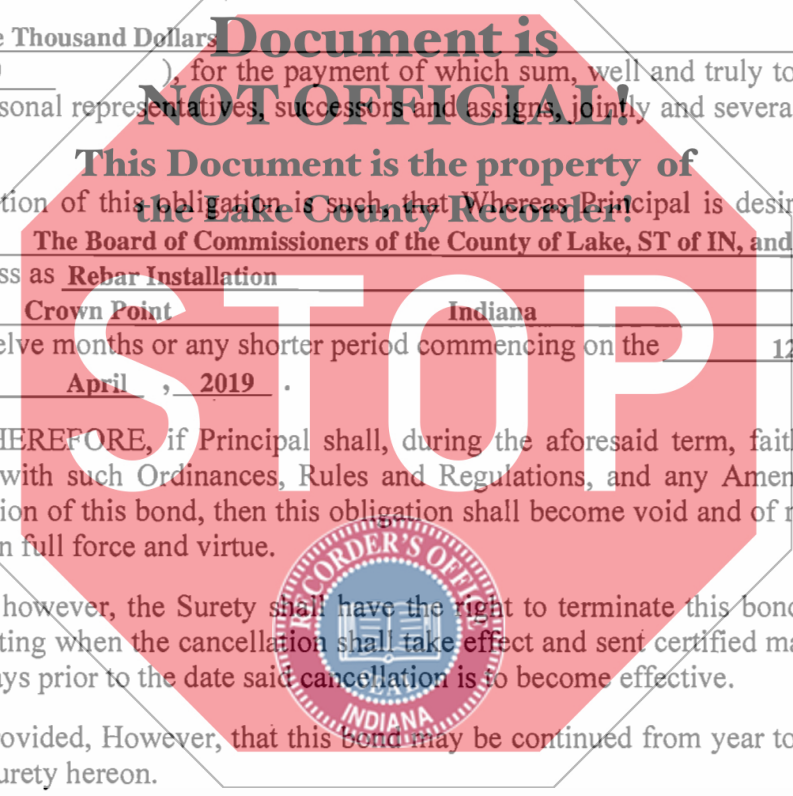 e Thousand Dollars
Document is
), for the payment of which sum, well and truly to
NOT OFFICIAL!
sonal representatives, successors and assigns, jointly and severa
This Document is the property of
tion of this obligation is such, that Whereas Principal is desir
the Lake County Recorder!
The Board of Commissioners of the County of Lake, ST of IN, and
ss as Rebar Installation
Crown Point Indiana
elve months or any shorter period commencing on the 12
April , 2019 .
STOP
HEREFORE, if Principal shall, during the aforesaid term, fait
with such Ordinances, Rules and Regulations, and any Amen
ion of this bond, then this obligation shall become void and of
n full force and virtue.
RECORDER'S OFFICE
however, the Surety shall have the right to terminate this bond
ting when the cancellation shall take effect and sent certified ma
ys prior to the date said cancellation is to become effective.
SEAL
INDIANA
ovided, However, that this bond may be continued from year to
urety hereon.